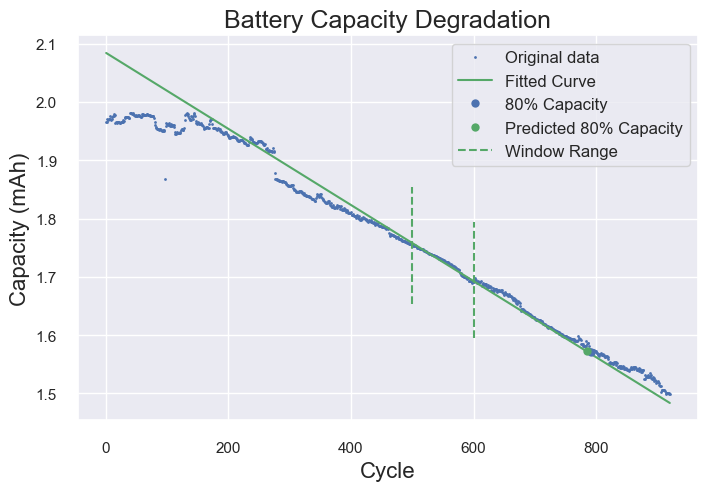 Battery Capacity Degradation
Original data
Fitted Curve
80% Capacity
Predicted 80% Capacity
Window Range
Capacity (mAh)
2.1
2.0
1.9
1.8
1.7
1.6
1.5
0 200 400 600 800
Cycle